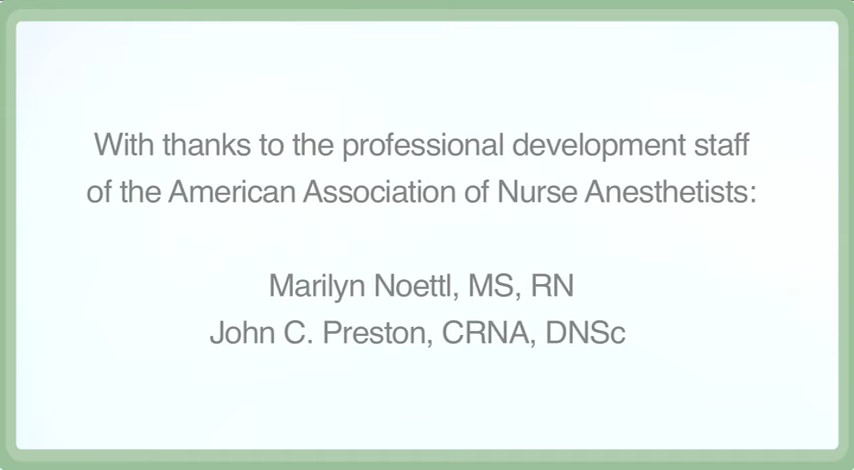 With thanks to the professional development staff
of the American Association of Nurse Anesthetists:
Marilyn Noettl, MS, RN
John C. Preston, CRNA, DNSc